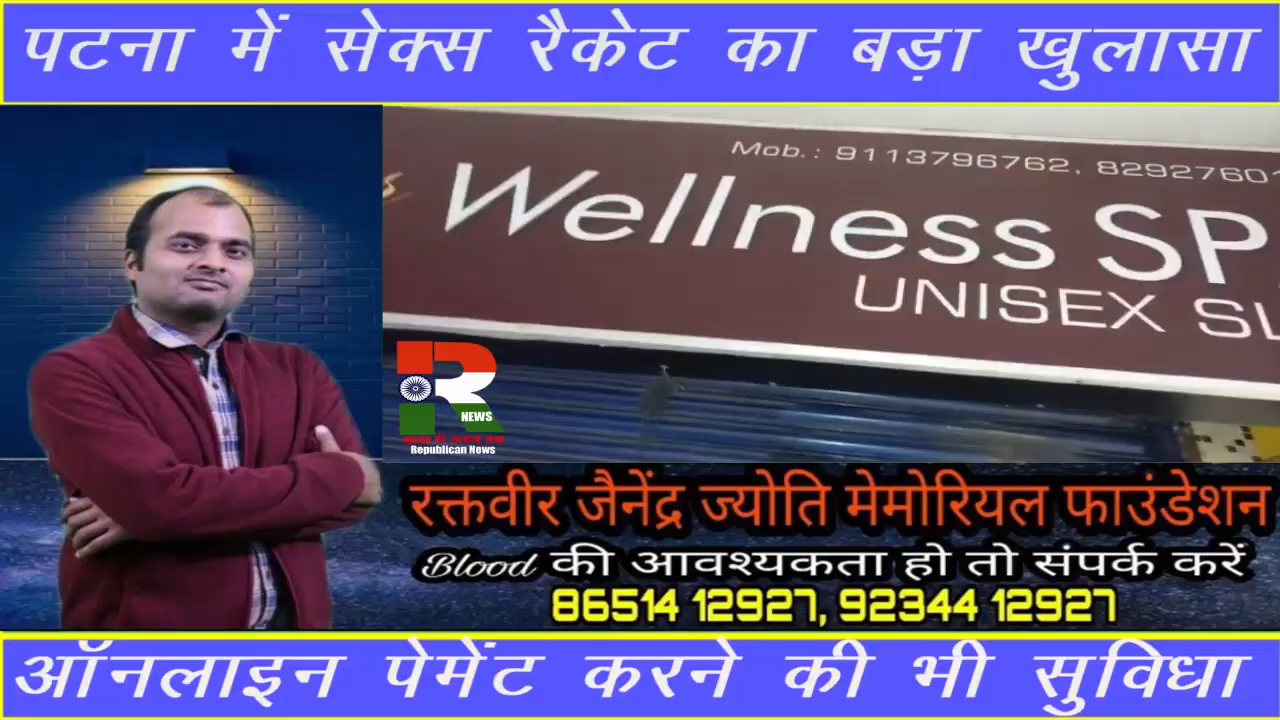 पटना में सेक्स रैकेट का बड़ा खुलासा
Mob.: 9113796762, 8292760
Wellness SP
UNISEX
NEWS
Republican News
रक्तवीर जैनेंद्र ज्योति मेमोरियल फाउंडेशन
Blood की आवश्यकता हो तो संपर्क करें
86514 12927, 92344 12927
ऑनलाइन पेमेंट करने की भी सुविधा